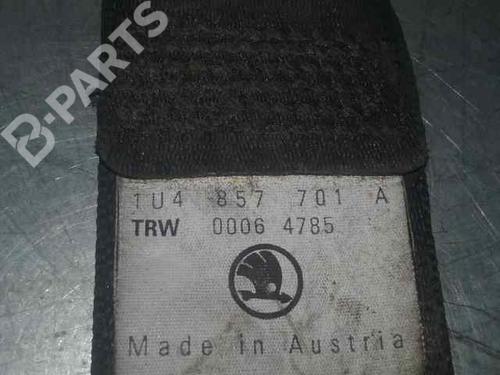 B-PARTS
1U4 857 701 A
TRW 0006 4785
Made in Austria